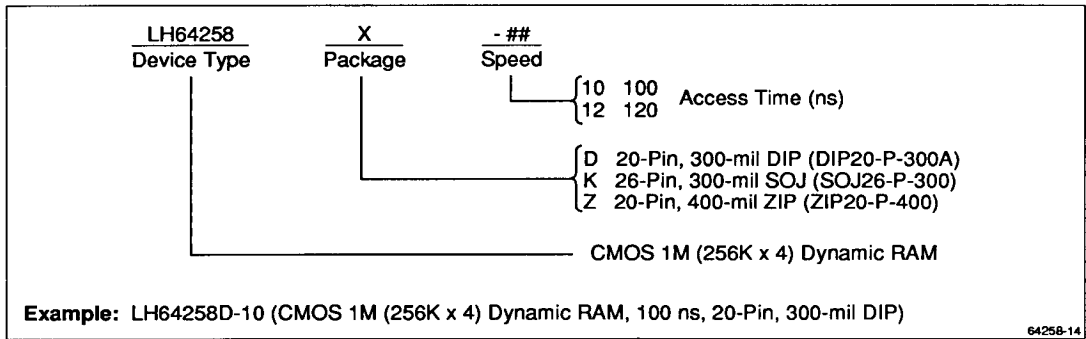 LH64258 X - ##
Device Type Package Speed
10 100
12 120
Access Time (ns)
D 20-Pin, 300-mil DIP (DIP20-P-300A)
K 26-Pin, 300-mil SOJ (SOJ26-P-300)
Z 20-Pin, 400-mil ZIP (ZIP20-P-400)
CMOS 1M (256K x 4) Dynamic RAM
Example: LH64258D-10 (CMOS 1M (256K x 4) Dynamic RAM, 100 ns, 20-Pin, 300-mil DIP)
64258-14